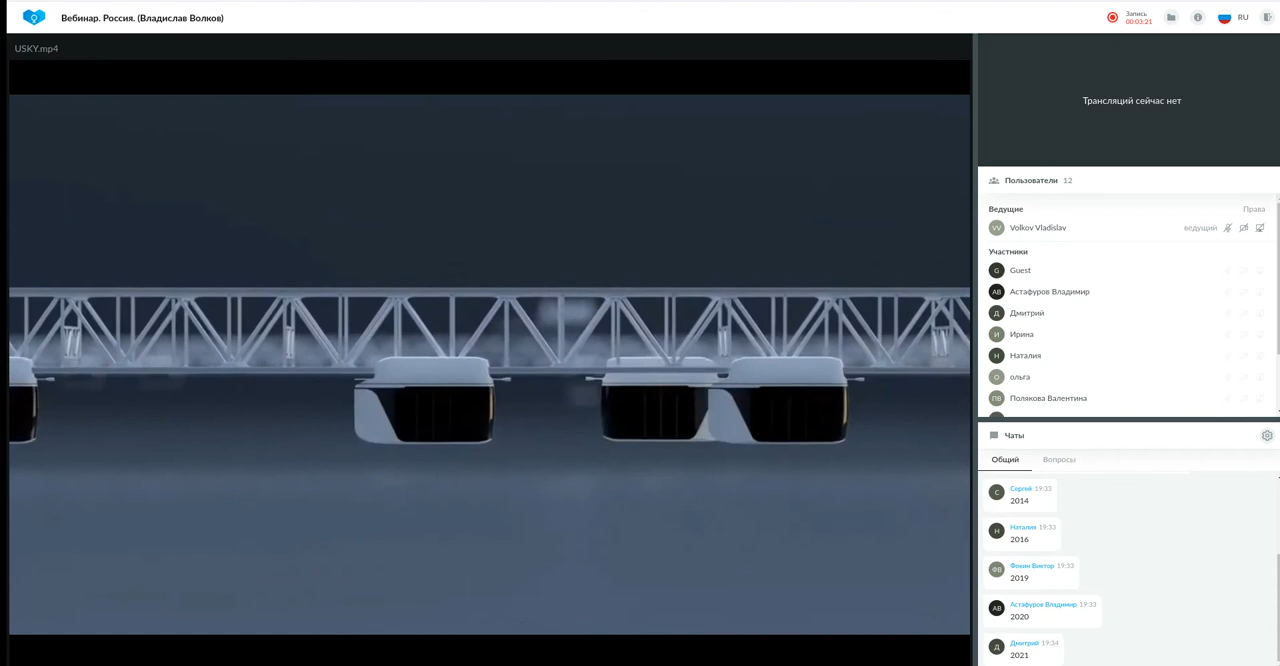 Вебинар. Россия. (Владислав Волков)
Запись
00:03:21
RU
USKY.mp4
Трансляций сейчас нет
Пользователи 12
Ведущие Права
VV Volkov Vladislav ведущий
Участники
G Guest
АВ Астафуров Владимир
Д Дмитрий
И Ирина
Н Наталия
О ольга
ПВ Полякова Валентина
Чаты
Общий Вопросы
С Сергей 19:33
2014
Н Наталия 19:33
2016
ФВ Фокин Виктор 19:33
2019
АВ Астафуров Владимир 19:33
2020
Д Дмитрий 19:34
2021